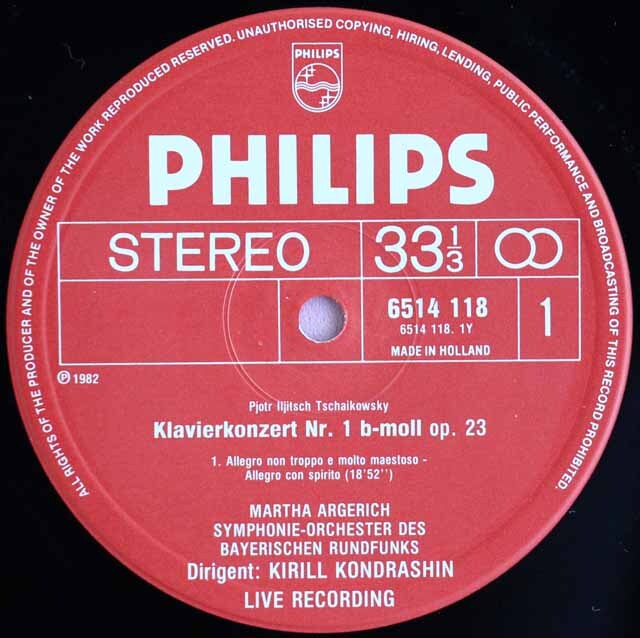 ALL RIGHTS OF THE PRODUCER AND OF THE OWNER OF THE WORK REPRODUCED RESERVED. UNAUTHORISED COPYING, HIRING, LENDING, PUBLIC PERFORMANCE AND BROADCASTING OF THIS RECORD PROHIBITED.
PHILIPS
PHILIPS
STEREO 33 1/3
6514 118 1
6514 118. 1Y
MADE IN HOLLAND
℗ 1982
Pjotr Iljitsch Tschaikowsky
Klavierkonzert Nr. 1 b-moll op. 23
1. Allegro non troppo e molto maestoso -
Allegro con spirito (18'52'')
MARTHA ARGERICH
SYMPHONIE-ORCHESTER DES
BAYERISCHEN RUNDFUNKS
Dirigent: KIRILL KONDRASHIN
LIVE RECORDING